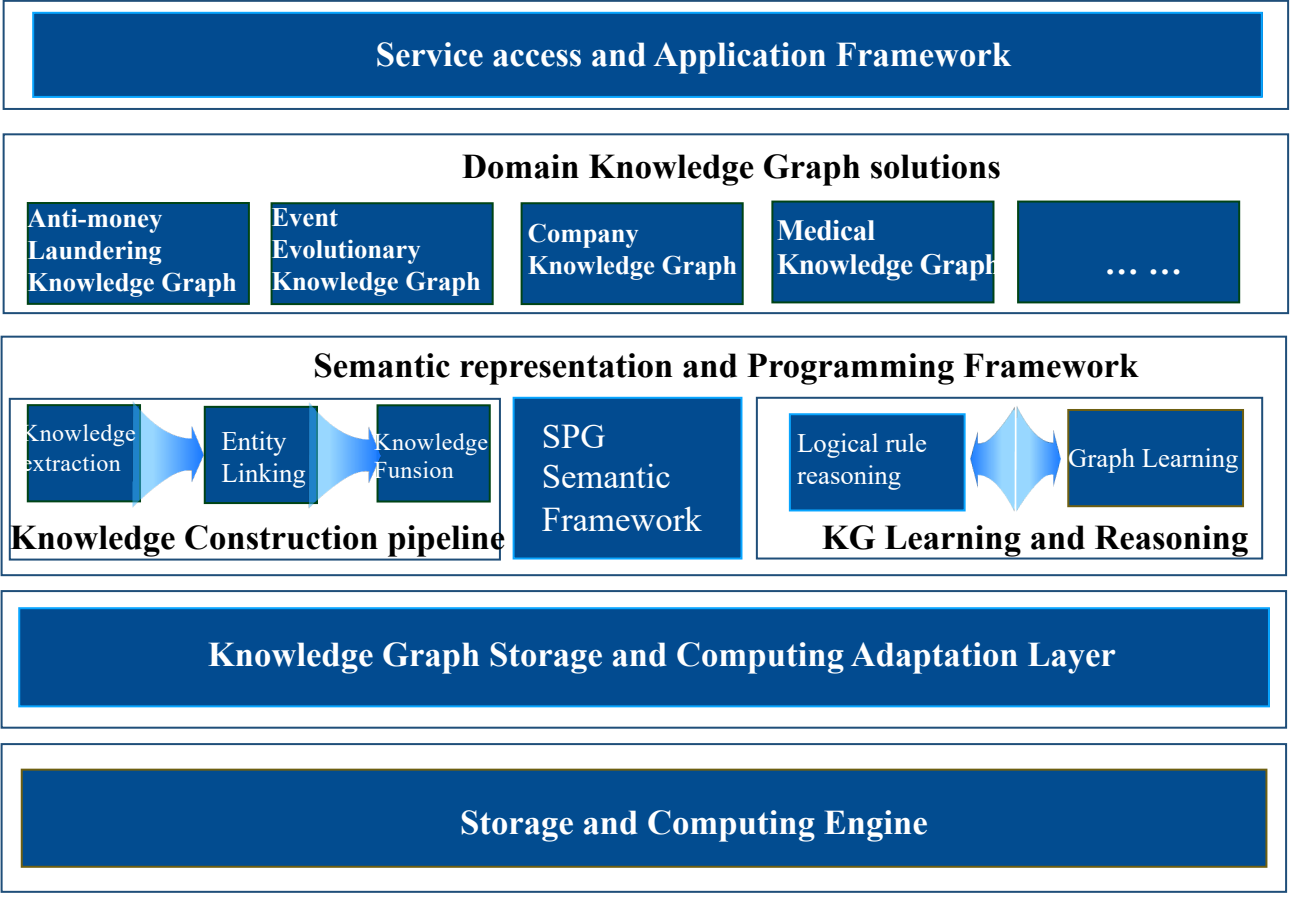 Service access and Application Framework
Domain Knowledge Graph solutions
Anti-money
Laundering
Knowledge Graph
Event
Evolutionary
Knowledge Graph
Company
Knowledge Graph
Medical
Knowledge Graph
... ...
Semantic representation and Programming Framework
Knowledge
extraction
Entity
Linking
Knowledge
Funsion
Knowledge Construction pipeline
SPG
Semantic
Framework
Logical rule
reasoning
Graph Learning
KG Learning and Reasoning
Knowledge Graph Storage and Computing Adaptation Layer
Storage and Computing Engine